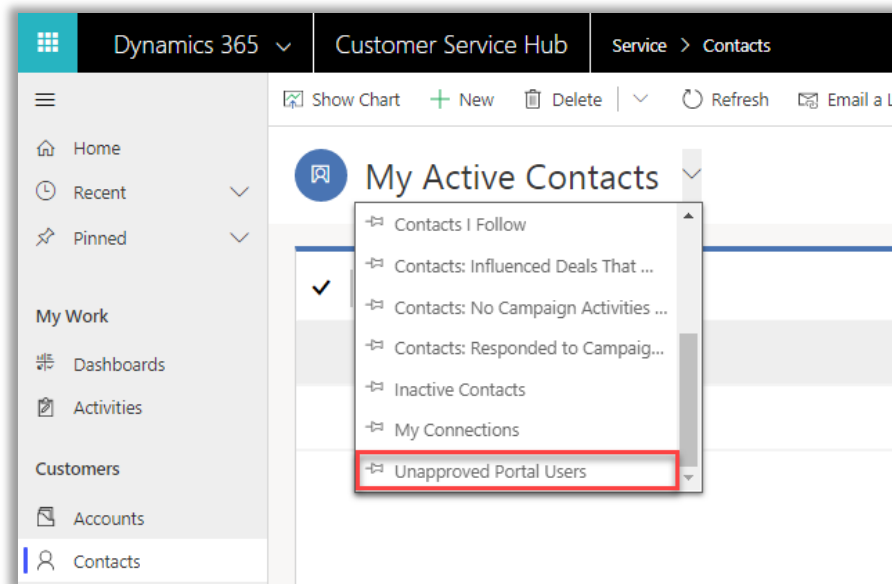 Dynamics 365
Customer Service Hub
Service > Contacts
Show Chart
New
Delete
Refresh
Email a L
Home
Recent
Pinned
My Work
Dashboards
Activities
Customers
Accounts
Contacts
My Active Contacts
Contacts I Follow
Contacts: Influenced Deals That ...
Contacts: No Campaign Activities ...
Contacts: Responded to Campaig...
Inactive Contacts
My Connections
Unapproved Portal Users